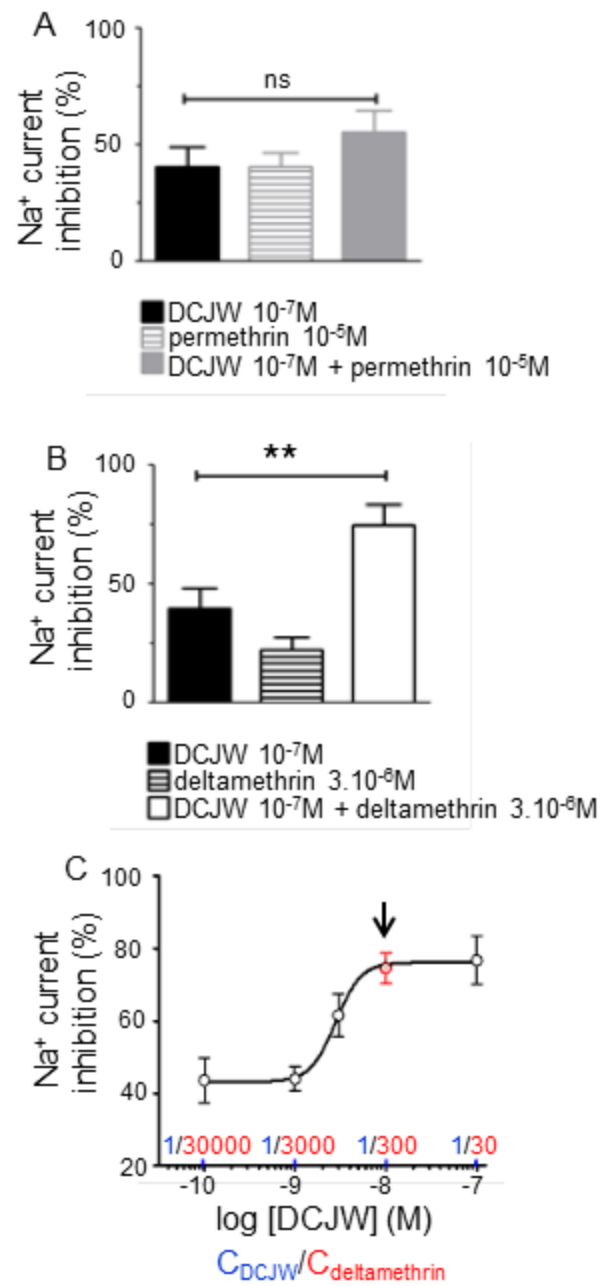 A
100
50
0
Na⁺ current
inhibition (%)
ns
DCJW 10⁻⁷M
permethrin 10⁻⁵M
DCJW 10⁻⁷M + permethrin 10⁻⁵M
B
100
50
0
Na⁺ current
inhibition (%)
**
DCJW 10⁻⁷M
deltamethrin 3.10⁻⁶M
DCJW 10⁻⁷M + deltamethrin 3.10⁻⁶M
C
100
80
60
40
20
Na⁺ current
inhibition (%)
1/30000 1/3000 1/300 1/30
-10 -9 -8 -7
log [DCJW] (M)
C_DCJW/C_deltamethrin